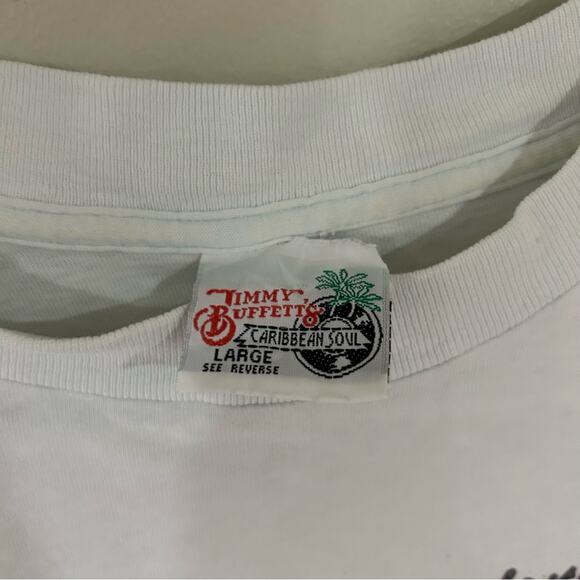 JIMMY
BUFFETT'S
CARIBBEAN SOUL
LARGE
SEE REVERSE